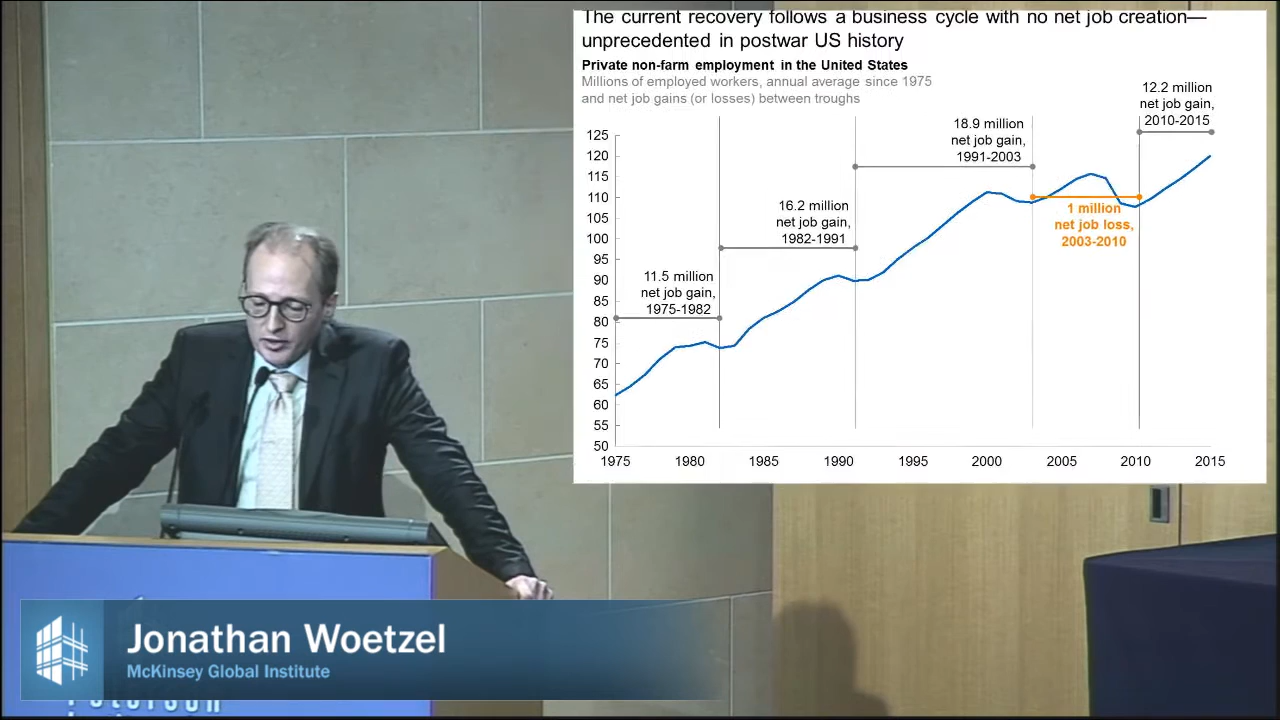 The current recovery follows a business cycle with no net job creation—
unprecedented in postwar US history
Private non-farm employment in the United States
Millions of employed workers, annual average since 1975
and net job gains (or losses) between troughs
12.2 million
net job gain,
2010-2015
18.9 million
net job gain,
1991-2003
16.2 million
net job gain,
1982-1991
11.5 million
net job gain,
1975-1982
1 million
net job loss,
2003-2010
125
120
115
110
105
100
95
90
85
80
75
70
65
60
55
50
1975 1980 1985 1990 1995 2000 2005 2010 2015
Jonathan Woetzel
McKinsey Global Institute
Peterson